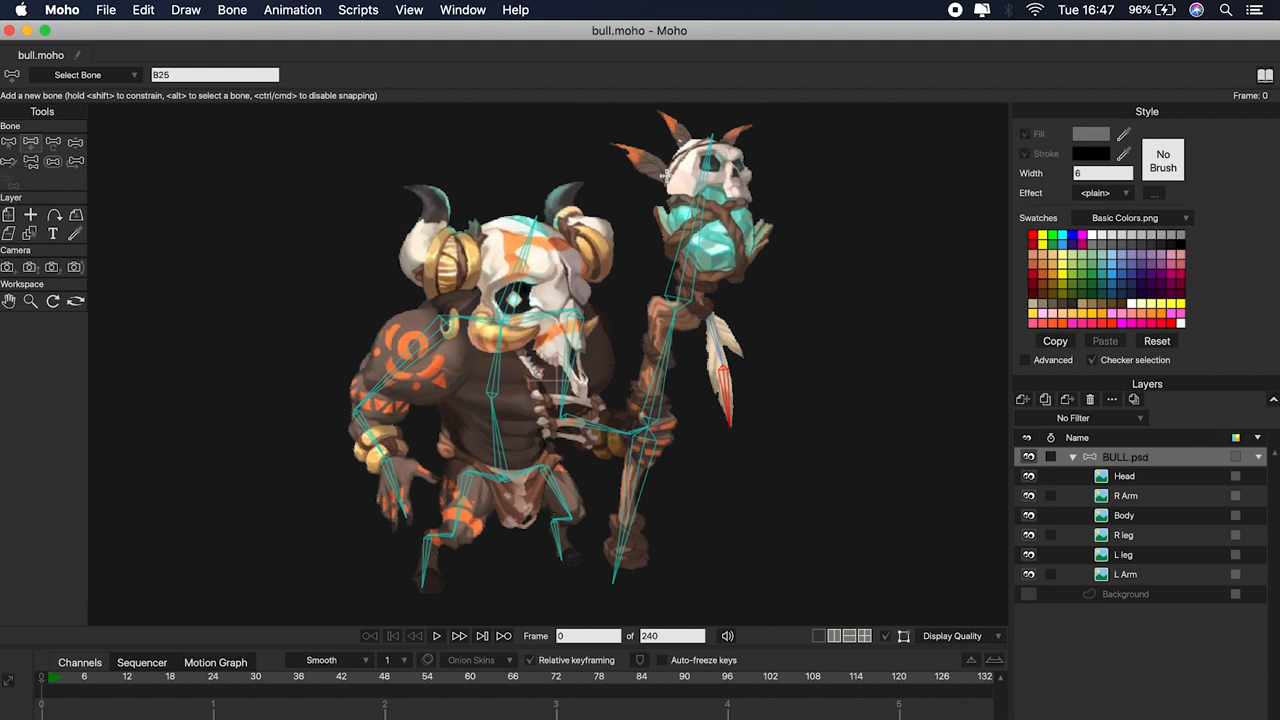 Moho File Edit Draw Bone Animation Scripts View Window Help Tue 16:47 96%
bull.moho - Moho
bull.moho
Select Bone B25
Add a new bone (hold <shift> to constrain, <alt> to select a bone, <ctrl/cmd> to disable snapping) Frame: 0
Tools
Bone
Layer
Camera
Workspace
Style
Fill
Stroke
No Brush
Width 6
Effect <plain> ...
Swatches Basic Colors.png
Copy Paste Reset
Advanced Checker selection
Layers
No Filter
Name
BULL.psd
Head
R Arm
Body
R leg
L leg
L Arm
Background
Frame 0 of 240 Display Quality
Channels Sequencer Motion Graph Smooth 1 Onion Skins Relative keyframing Auto-freeze keys
0 6 12 18 24 30 36 42 48 54 60 66 72 78 84 90 96 102 108 114 120 126 132
0 1 2 3 4 5